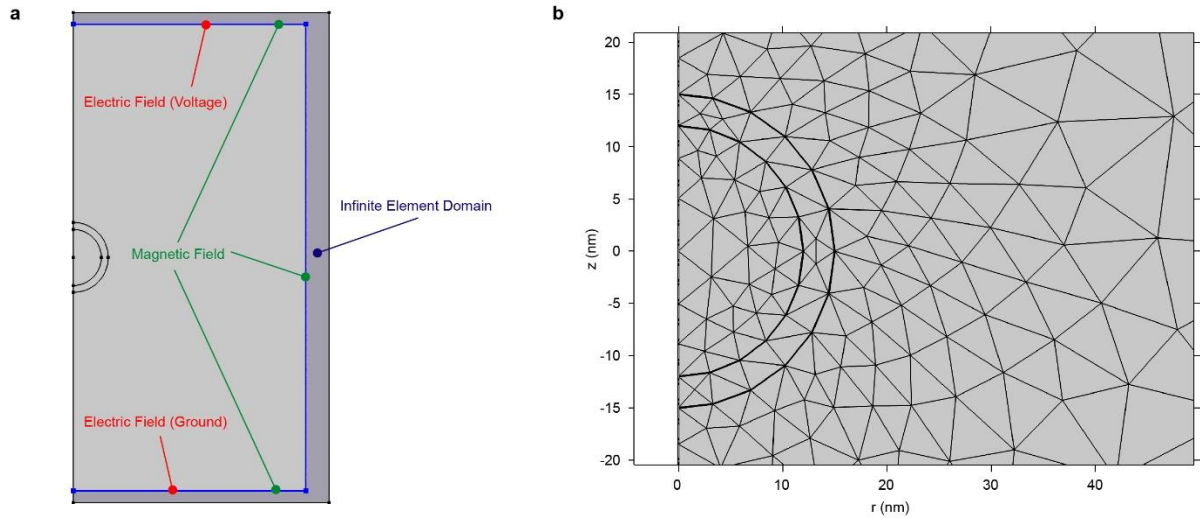 a
Electric Field (Voltage)
Infinite Element Domain
Magnetic Field
Electric Field (Ground)
b
20
15
10
5
0
-5
-10
-15
-20
z (nm)
0
10
20
30
40
r (nm)